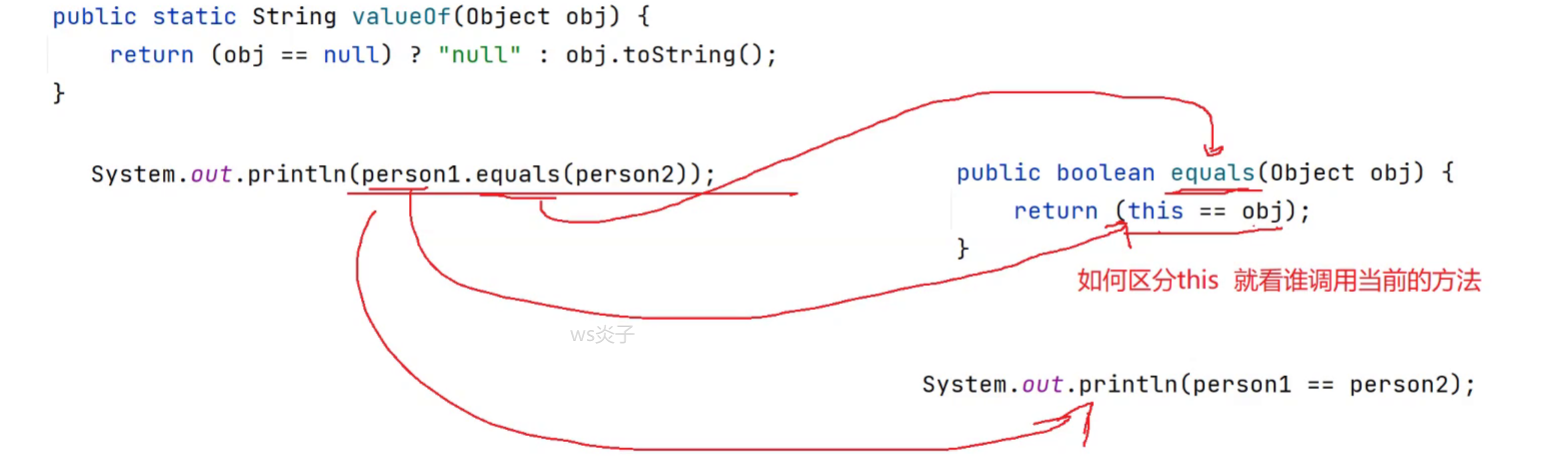 public static String valueOf(Object obj) {
return (obj == null) ? "null" : obj.toString();
}
System.out.println(person1.equals(person2));
public boolean equals(Object obj) {
return (this == obj);
}
如何区分this 就看谁调用当前的方法
ws炎子
System.out.println(person1 == person2);